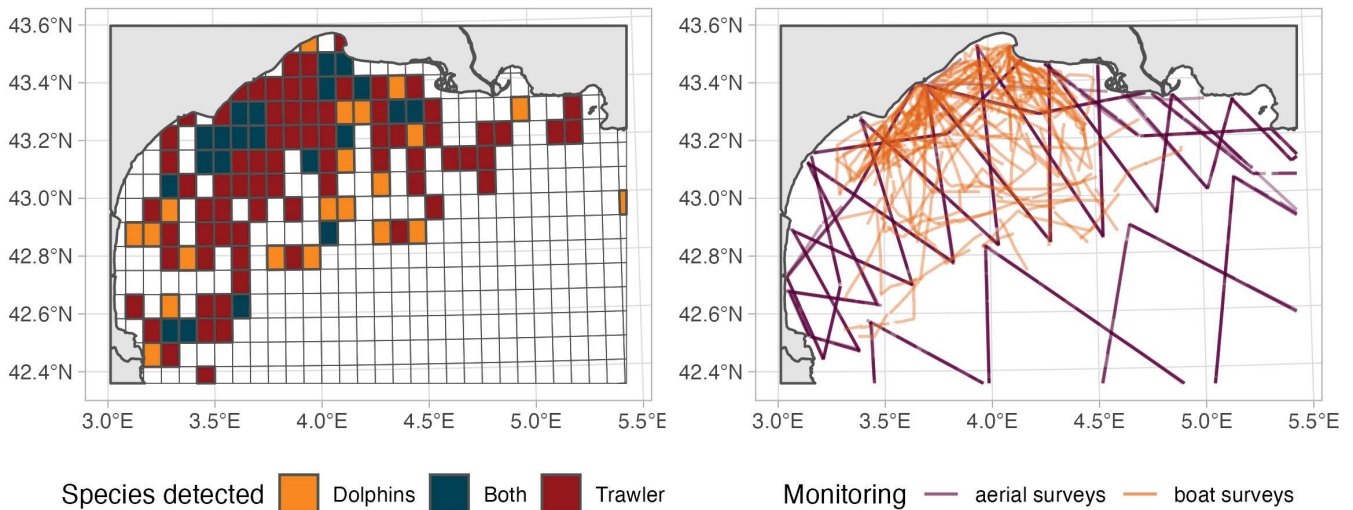 43.6°N
43.4°N
43.2°N
43.0°N
42.8°N
42.6°N
42.4°N
3.0°E 3.5°E 4.0°E 4.5°E 5.0°E 5.5°E
43.6°N
43.4°N
43.2°N
43.0°N
42.8°N
42.6°N
42.4°N
3.0°E 3.5°E 4.0°E 4.5°E 5.0°E 5.5°E
Species detected Dolphins Both Trawler
Monitoring aerial surveys boat surveys